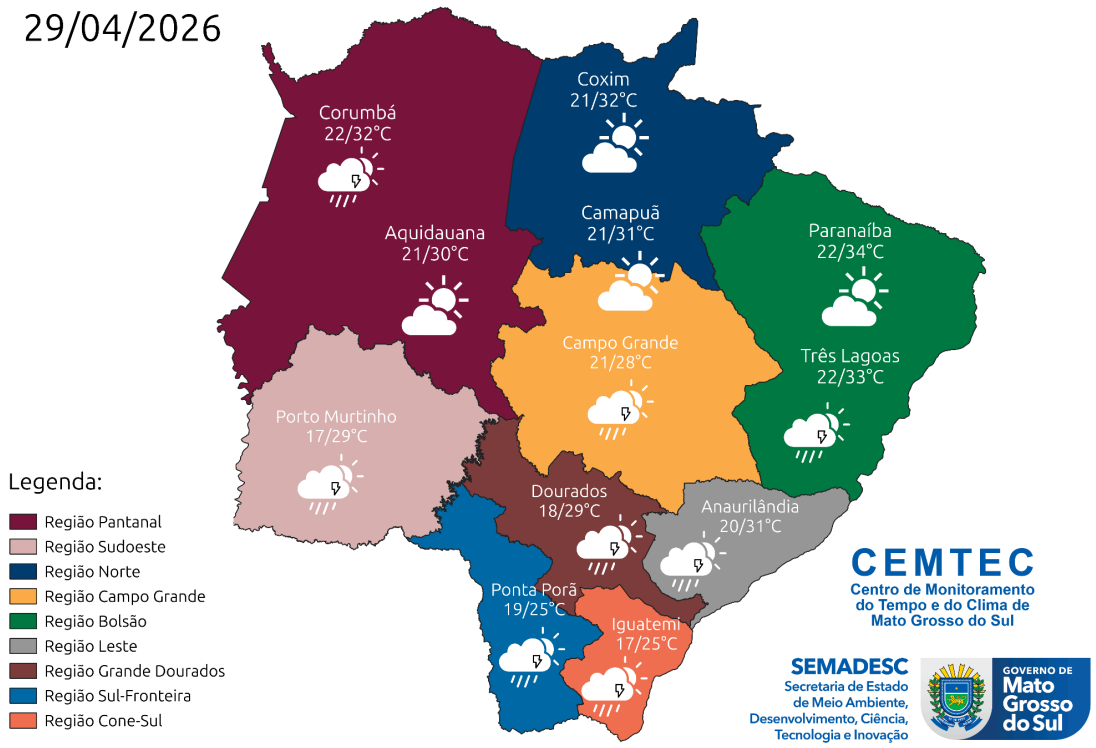 29/04/2026
Coxim
21/32°C
Corumbá
22/32°C
Camapuã
21/31°C
Aquidauana
21/30°C
Paranaíba
22/34°C
Campo Grande
21/28°C
Três Lagoas
22/33°C
Porto Murtinho
17/29°C
Dourados
18/29°C
Anaurilândia
20/31°C
Ponta Porã
19/25°C
Iguatemi
17/25°C
Legenda:
Região Pantanal
Região Sudoeste
Região Norte
Região Campo Grande
Região Bolsão
Região Leste
Região Grande Dourados
Região Sul-Fronteira
Região Cone-Sul
CEMTEC
Centro de Monitoramento
do Tempo e do Clima de
Mato Grosso do Sul
SEMADESC
Secretaria de Estado
de Meio Ambiente,
Desenvolvimento, Ciência,
Tecnologia e Inovação
GOVERNO DE
Mato
Grosso
do Sul